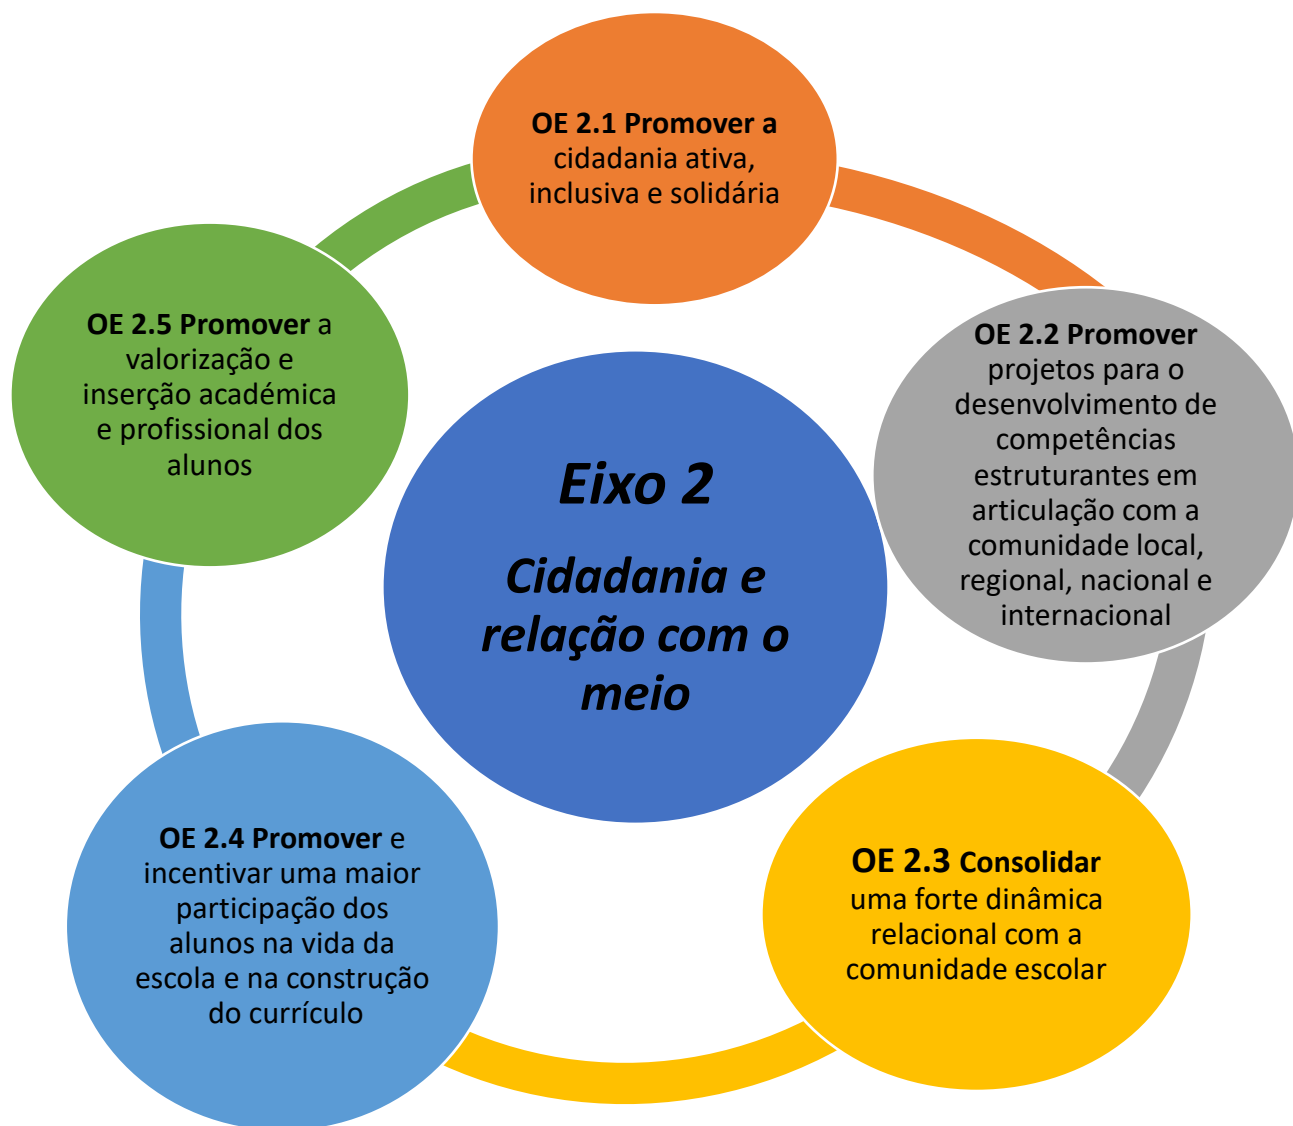 OE 2.1 Promover a
cidadania ativa,
inclusiva e solidária
OE 2.2 Promover
projetos para o
desenvolvimento de
competências
estruturantes em
articulação com a
comunidade local,
regional, nacional e
internacional
OE 2.3 Consolidar
uma forte dinâmica
relacional com a
comunidade escolar
OE 2.4 Promover e
incentivar uma maior
participação dos
alunos na vida da
escola e na construção
do currículo
OE 2.5 Promover a
valorização e
inserção académica
e profissional dos
alunos
Eixo 2
Cidadania e
relação com o
meio